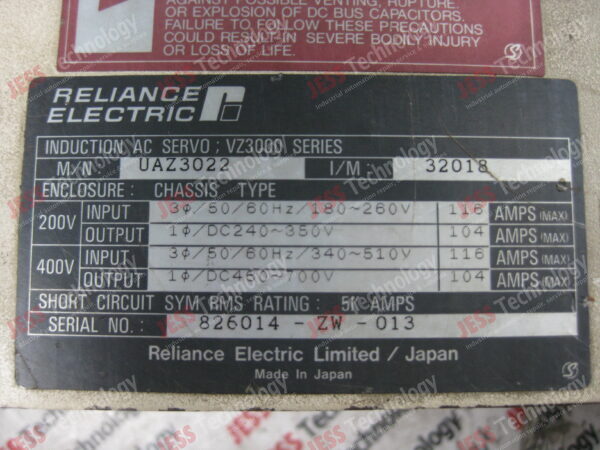 AGAINST POSSIBLE VENTING, RUPTURE
OR EXPLOSION OF DC BUS CAPACITORS.
FAILURE TO FOLLOW THESE PRECAUTIONS
COULD RESULT IN SEVERE BODILY INJURY
OR LOSS OF LIFE.
RELIANCE
ELECTRIC
INDUCTION AC SERVO ; VZ3000 SERIES
M/N UAZ3022 I/M: 32018
ENCLOSURE : CHASSIS TYPE
200V INPUT 3ϕ/50/60Hz/180~260V 116 AMPS (MAX)
OUTPUT 1ϕ/DC240~350V 104 AMPS (MAX)
400V INPUT 3ϕ/50/60Hz/340~510V 116 AMPS (MAX)
OUTPUT 1ϕ/DC450~700V 104 AMPS (MAX)
SHORT CIRCUIT SYM RMS RATING : 5K AMPS
SERIAL NO. : 826014 - ZW - 013
Reliance Electric Limited / Japan
Made In Japan
JESS Technology